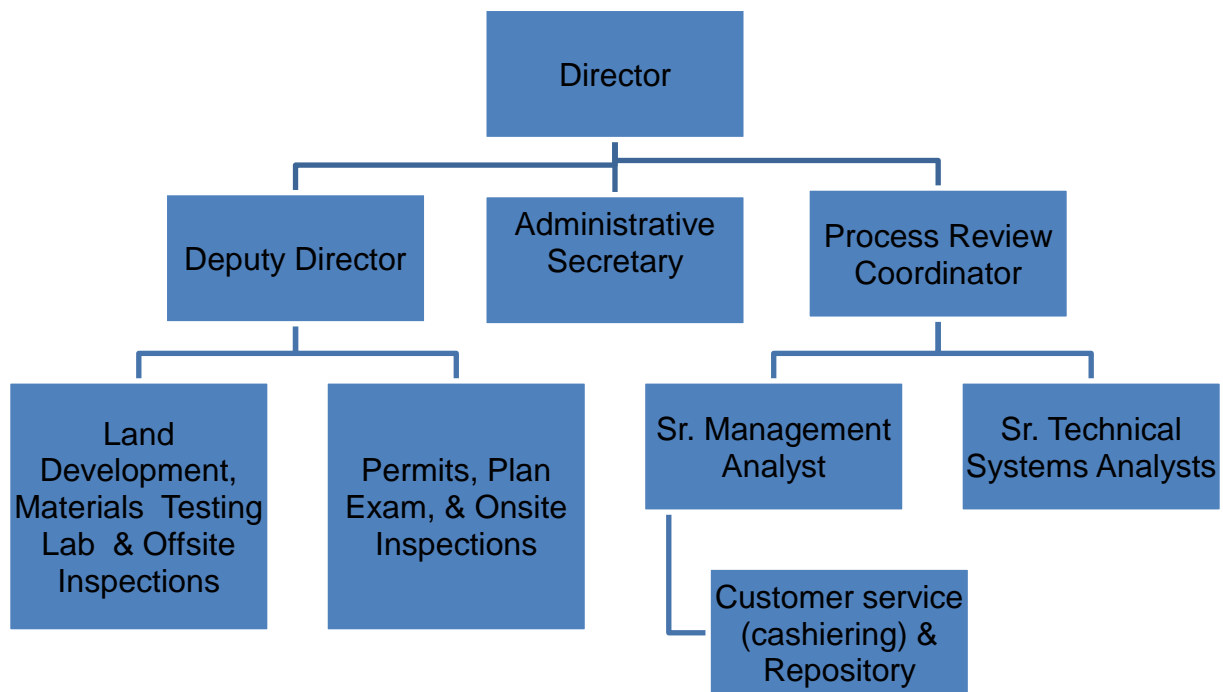 Director
Deputy Director
Administrative
Secretary
Process Review
Coordinator
Land
Development,
Materials Testing
Lab & Offsite
Inspections
Permits, Plan
Exam, & Onsite
Inspections
Sr. Management
Analyst
Sr. Technical
Systems Analysts
Customer service
(cashiering) &
Repository